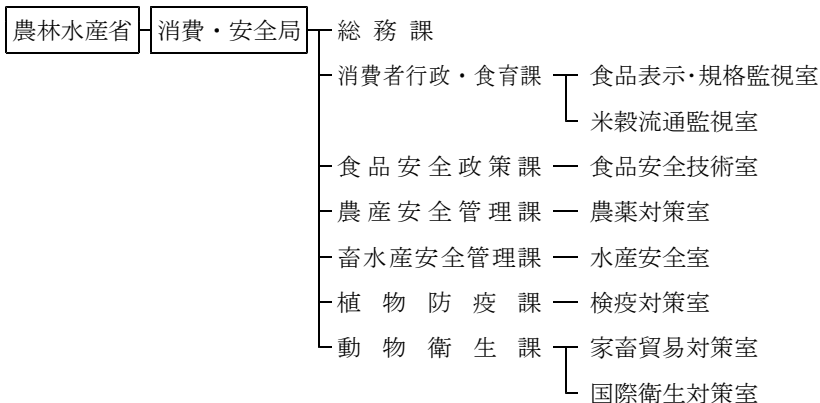 農林水産省 消費・安全局 総務課
消費者行政・食育課 食品表示・規格監視室
米穀流通監視室
食品安全政策課 食品安全技術室
農産安全管理課 農薬対策室
畜水産安全管理課 水産安全室
植物防疫課 検疫対策室
動物衛生課 家畜貿易対策室
国際衛生対策室